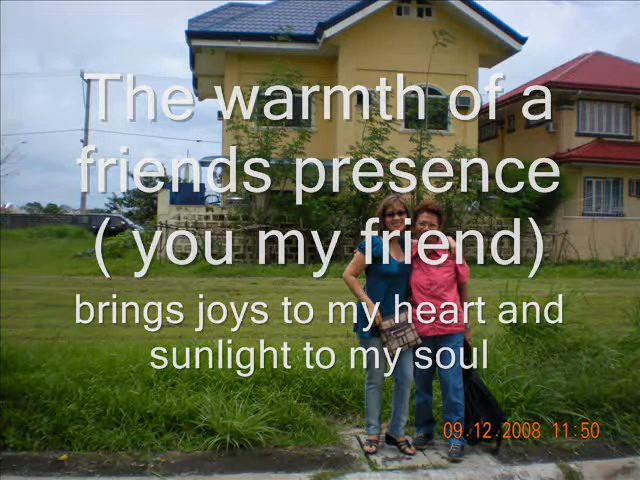 The warmth of a
friends presence
( you my friend)
brings joys to my heart and
sunlight to my soul
09.12.2008 11:50